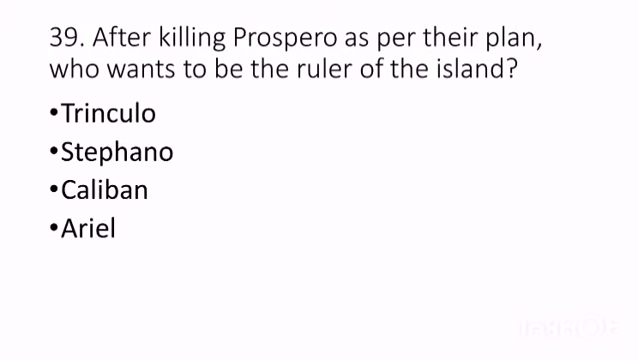 39. After killing Prospero as per their plan,
who wants to be the ruler of the island?
•Trinculo
•Stephano
•Caliban
•Ariel